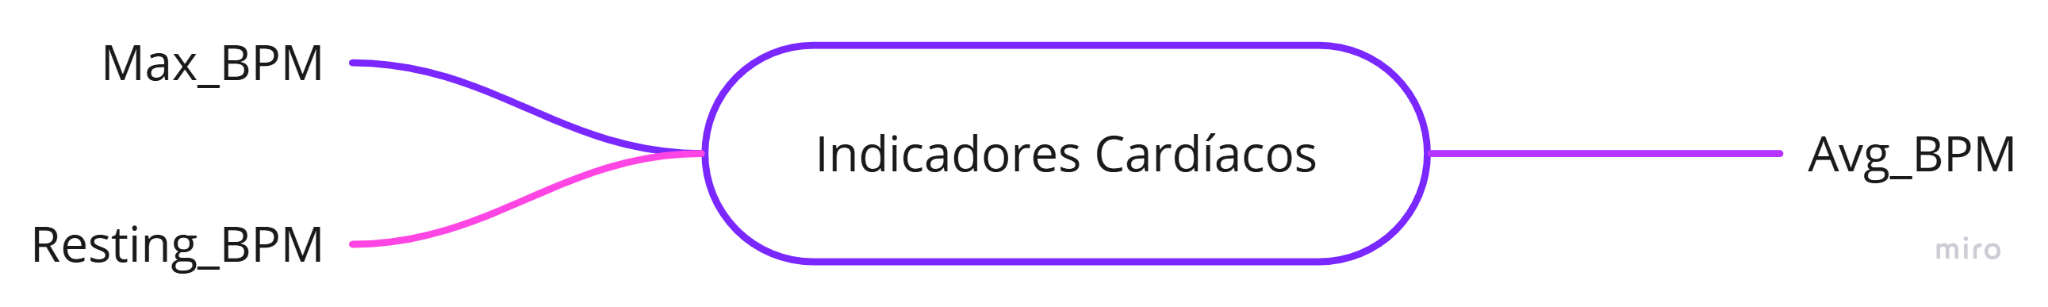 Max_BPM
Resting_BPM
Indicadores Cardíacos
Avg_BPM
miro